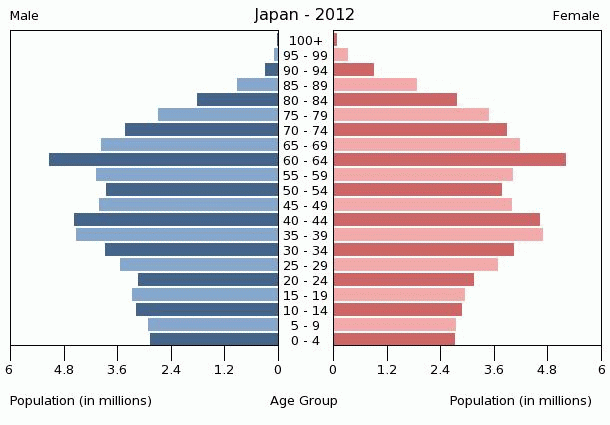 Male Japan - 2012 Female
100+
95 - 99
90 - 94
85 - 89
80 - 84
75 - 79
70 - 74
65 - 69
60 - 64
55 - 59
50 - 54
45 - 49
40 - 44
35 - 39
30 - 34
25 - 29
20 - 24
15 - 19
10 - 14
5 - 9
0 - 4
6 4.8 3.6 2.4 1.2 0 0 1.2 2.4 3.6 4.8 6
Population (in millions) Age Group Population (in millions)